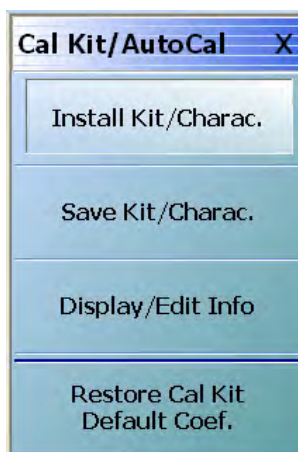 Cal Kit/AutoCal X
Install Kit/Charac.
Save Kit/Charac.
Display/Edit Info
Restore Cal Kit
Default Coef.